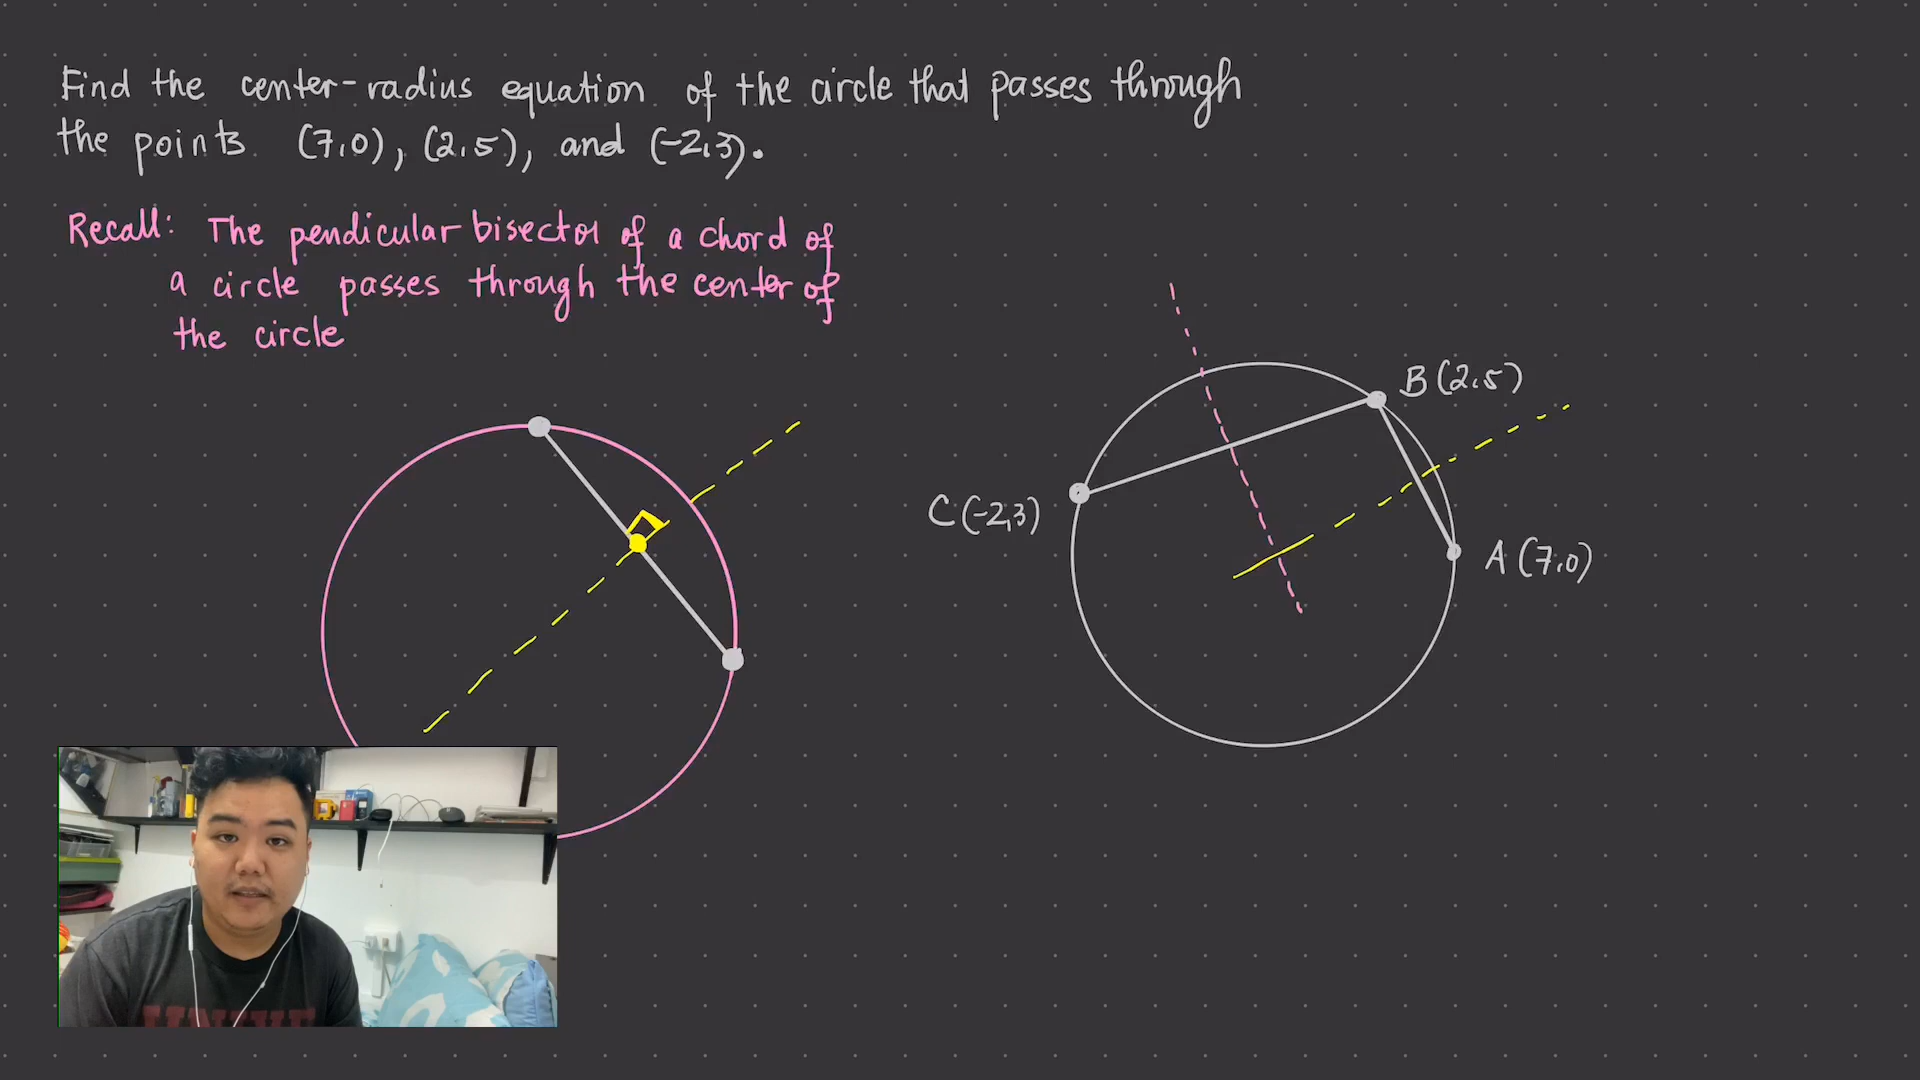 Find the center-radius equation of the circle that passes through
the points (7,0), (2,5), and (-2,3).
Recall: The pendicular bisector of a chord of
a circle passes through the center of
the circle
B(2,5)
C(-2,3)
A(7,0)